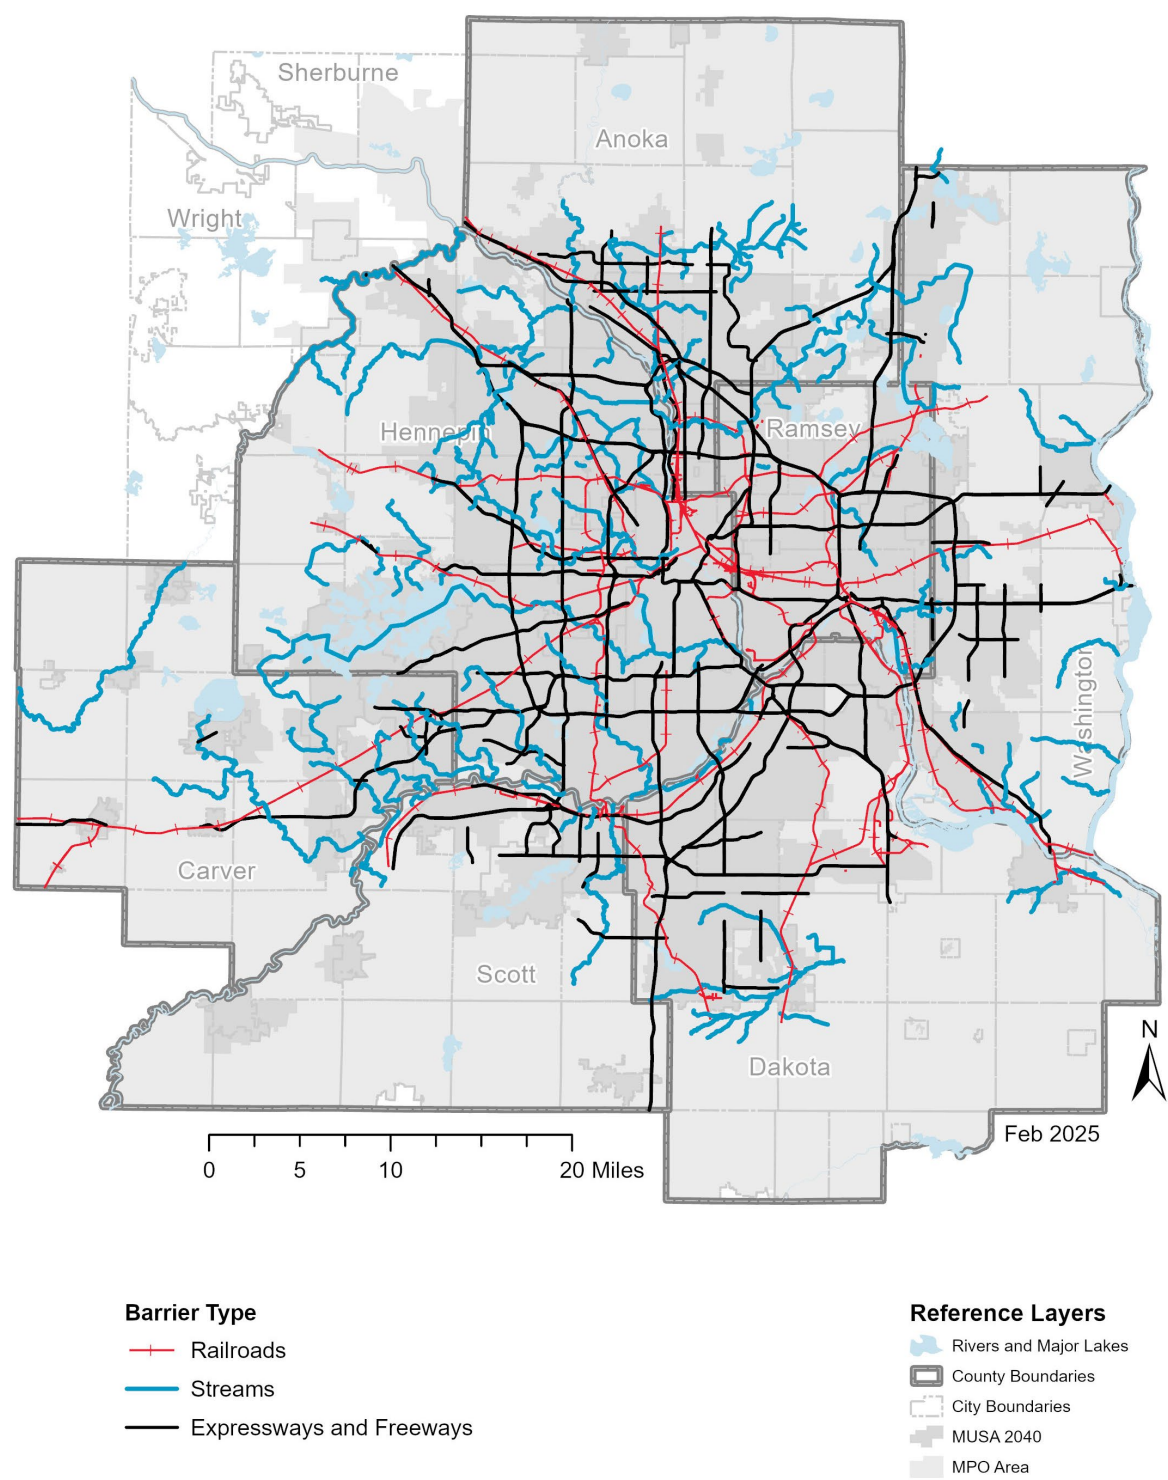 Sherburne
Anoka
Wright
Hennepin
Ramsey
Washington
Carver
Scott
Dakota
N
Feb 2025
0 5 10 20 Miles
Barrier Type
Railroads
Streams
Expressways and Freeways
Reference Layers
Rivers and Major Lakes
County Boundaries
City Boundaries
MUSA 2040
MPO Area